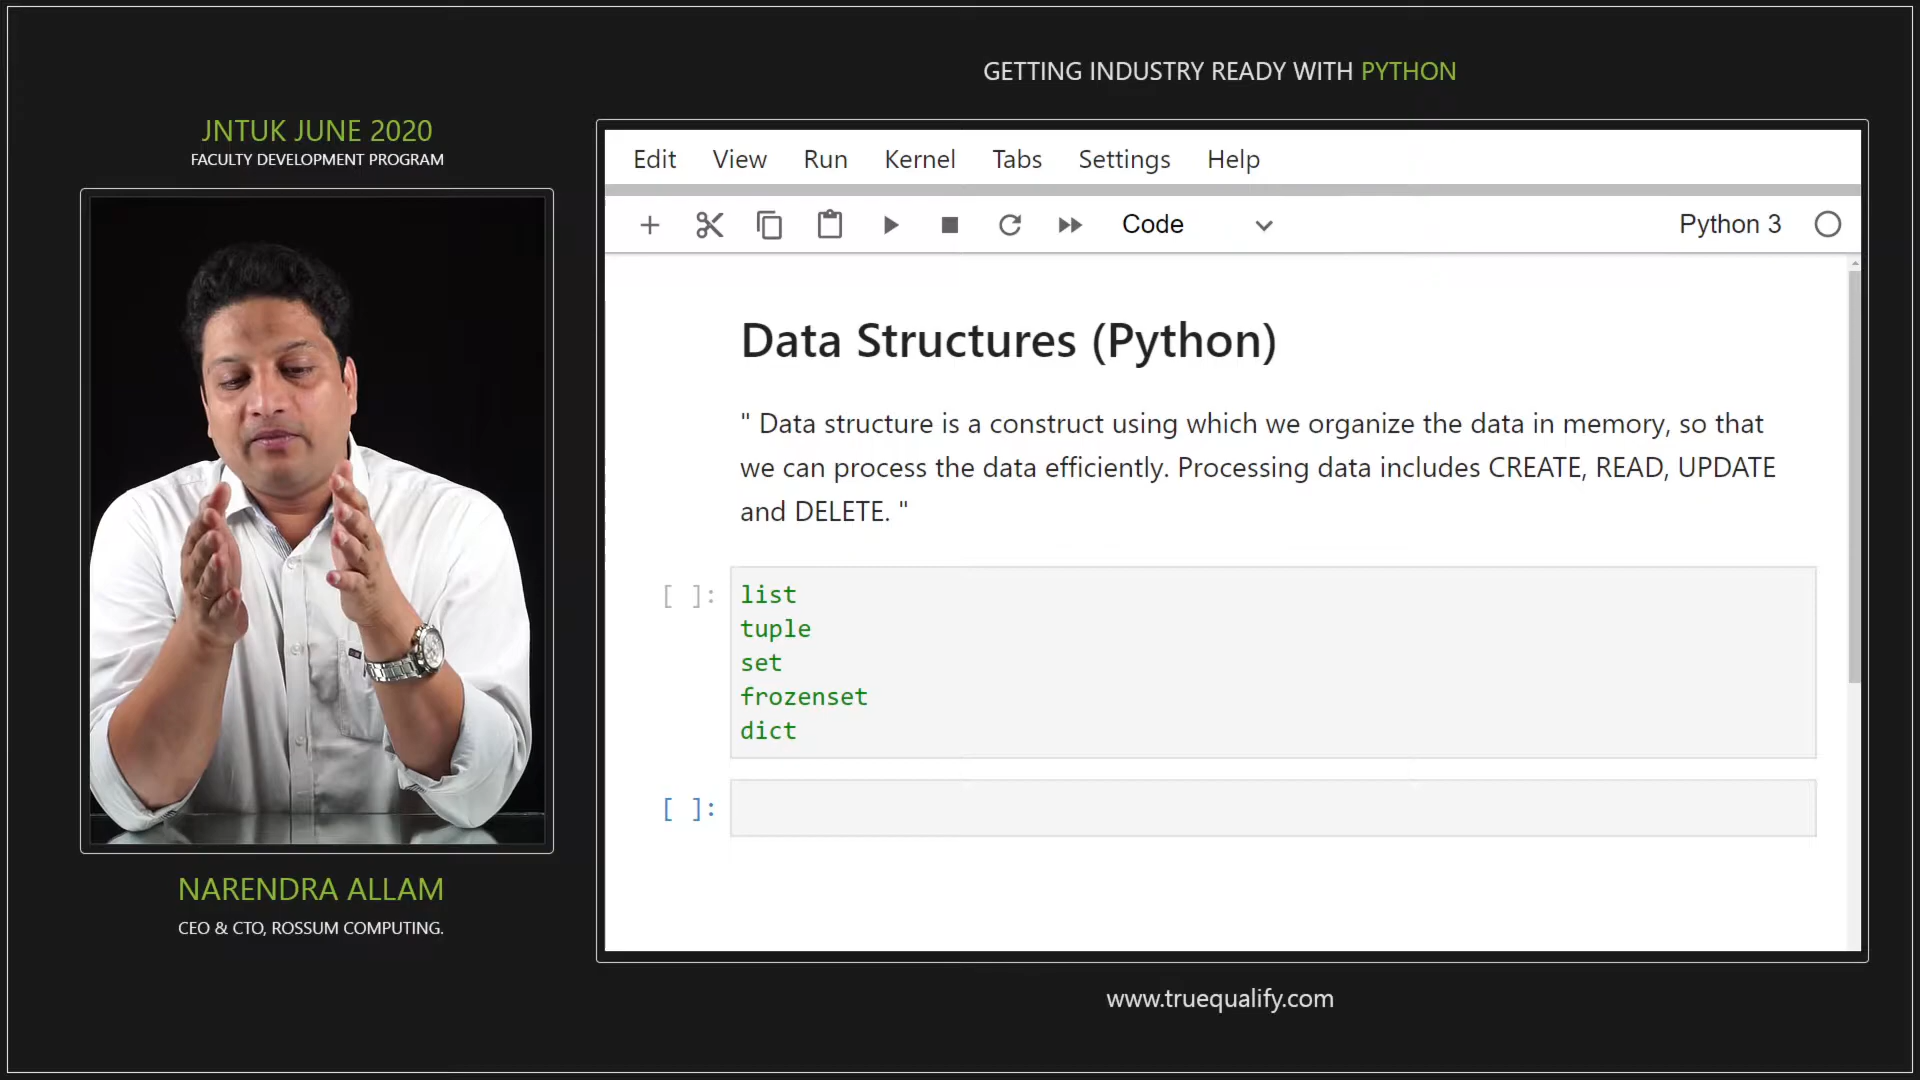 GETTING INDUSTRY READY WITH PYTHON
JNTUK JUNE 2020
FACULTY DEVELOPMENT PROGRAM
NARENDRA ALLAM
CEO & CTO, ROSSUM COMPUTING.
Edit View Run Kernel Tabs Settings Help
Code Python 3
Data Structures (Python)
" Data structure is a construct using which we organize the data in memory, so that
we can process the data efficiently. Processing data includes CREATE, READ, UPDATE
and DELETE. "
[ ]: list
tuple
set
frozenset
dict
[ ]:
www.truequalify.com